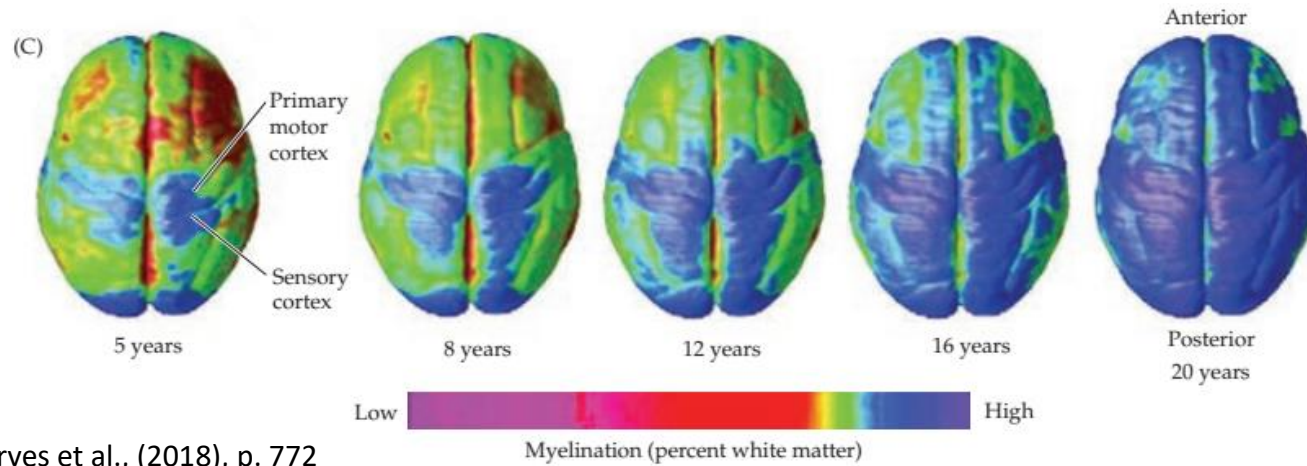 (C)
Anterior
Primary
motor
cortex
Sensory
cortex
5 years
8 years
12 years
16 years
Posterior
20 years
Low
High
Myelination (percent white matter)
et al., (2018), p. 772